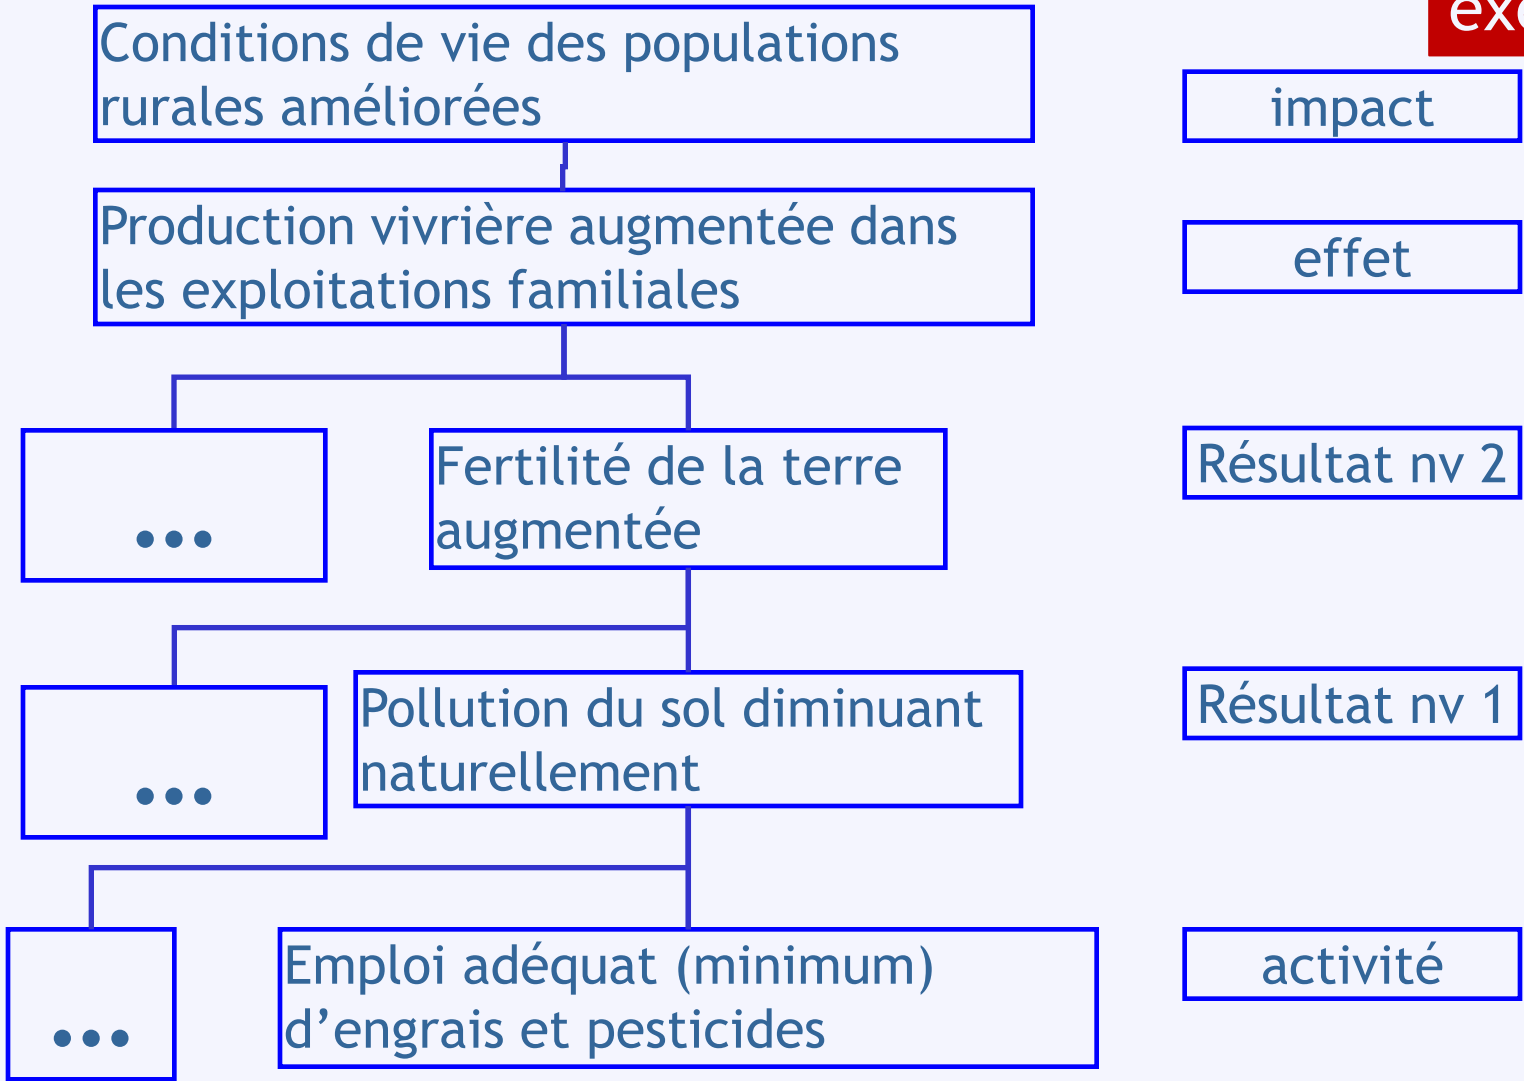 Conditions de vie des populations
rurales améliorées
impact
Production vivrière augmentée dans
les exploitations familiales
effet
...
Fertilité de la terre
augmentée
Résultat nv 2
...
Pollution du sol diminuant
naturellement
Résultat nv 1
...
Emploi adéquat (minimum)
d’engrais et pesticides
activité